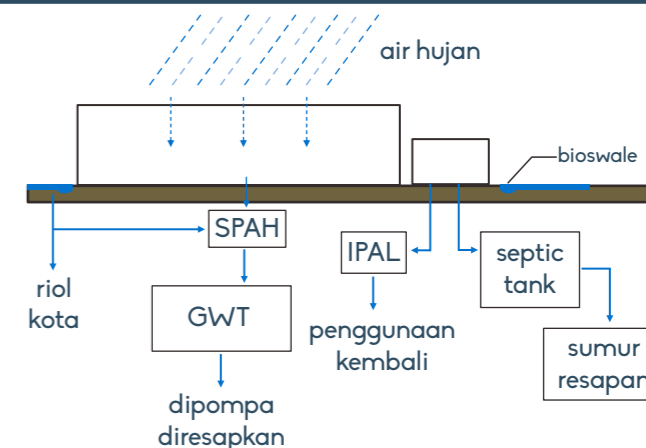 air hujan
bioswale
SPAH
IPAL
septic
tank
riol
kota
GWT
penggunaan
kembali
sumur
resapan
dipompa
diresapkan